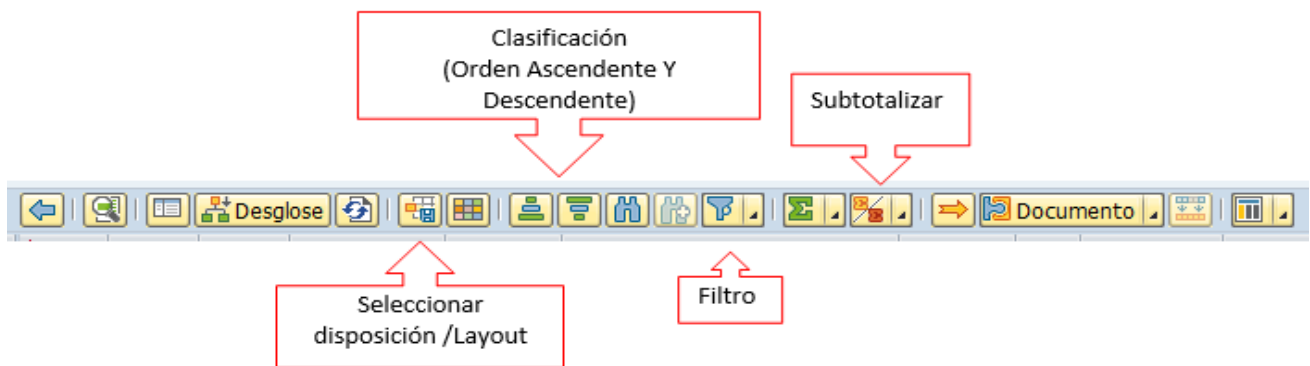 Clasificación
(Orden Ascendente Y
Descendente)
Subtotalizar
Desglose
Documento
Seleccionar
disposición /Layout
Filtro